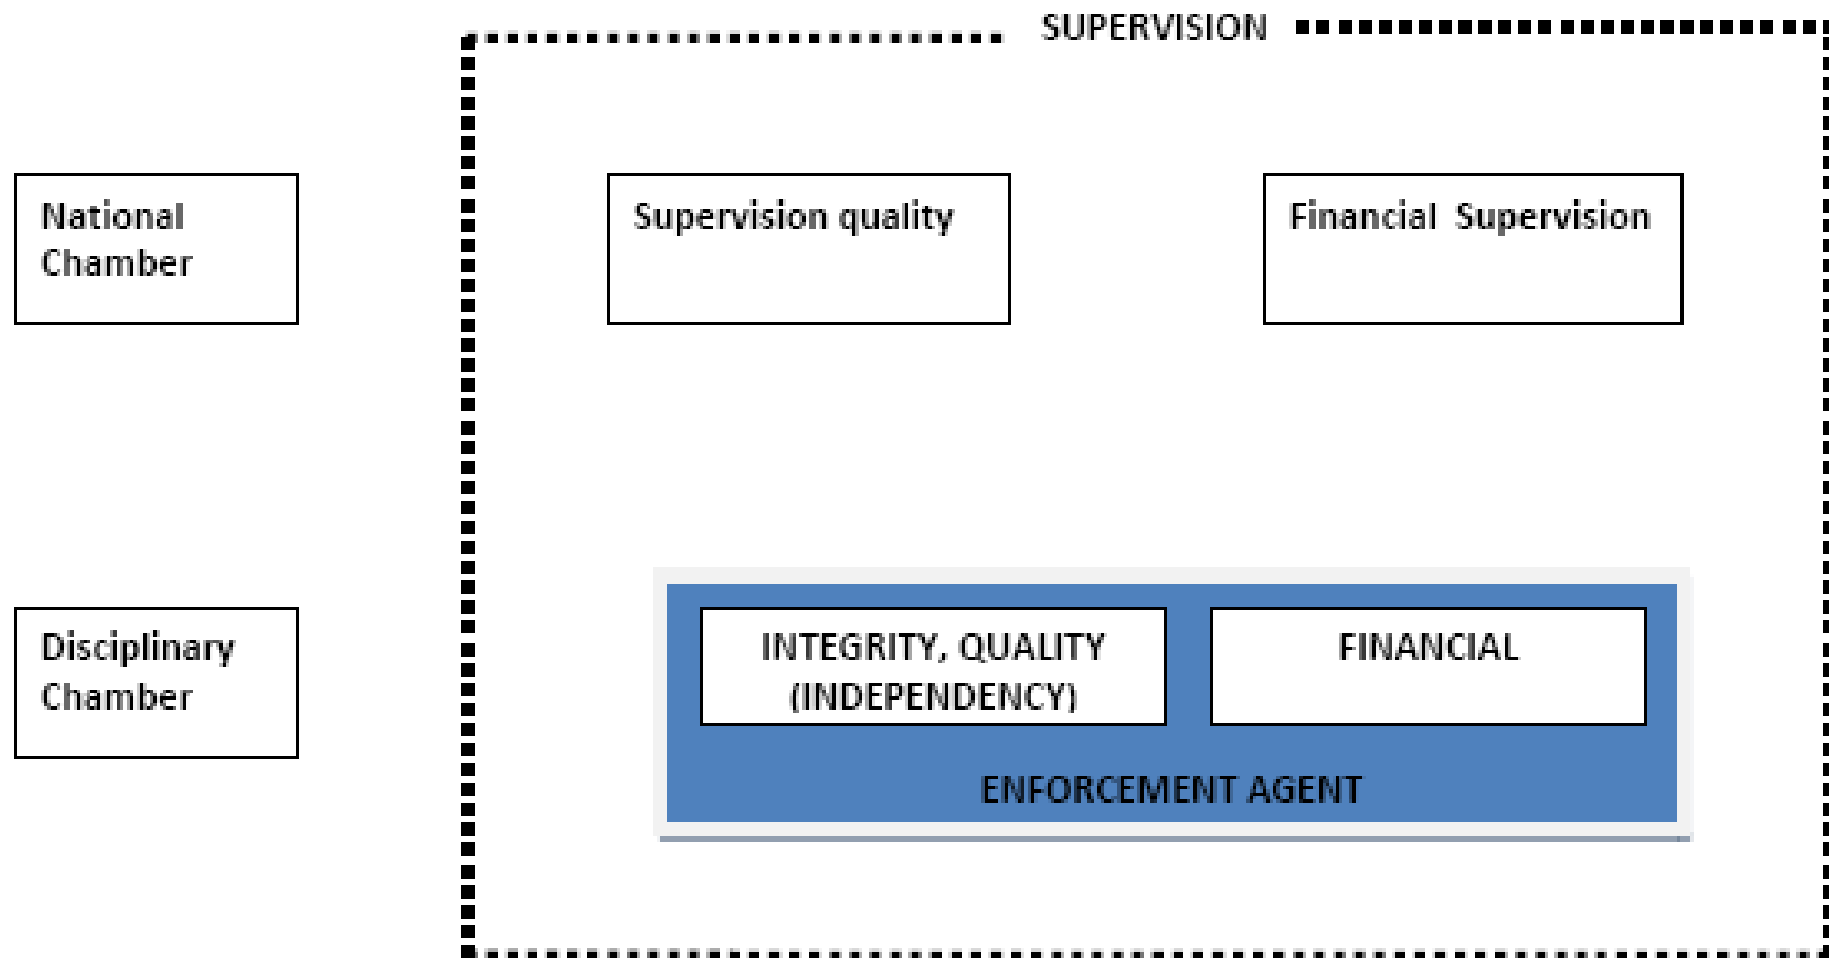 SUPERVISION
National
Chamber
Supervision quality
Financial Supervision
Disciplinary
Chamber
INTEGRITY, QUALITY
(INDEPENDENCY)
FINANCIAL
ENFORCEMENT AGENT